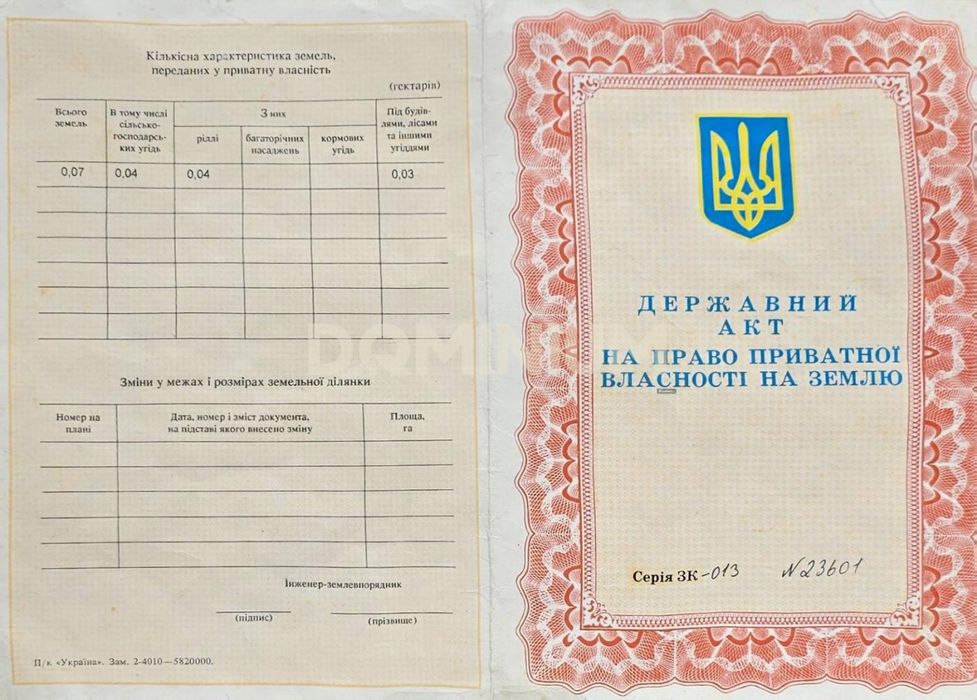 Кількісна характеристика земель,
переданих у приватну власність
(гектарів)
Всього
земель
В тому числі
сільсько-
господарсь-
ких угідь
З них
ріллі
багаторічних
насаджень
кормових
угідь
Під будів-
лями, лісами
та іншими
угіддями
0,07 0,04 0,04 0,03
Зміни у межах і розмірах земельної ділянки
Номер на
плані
Дата, номер і зміст документа,
на підставі якого внесено зміну
Площа,
га
Інженер-землевпорядник
(підпис) (прізвище)
П/к «Україна». Зам. 2-4010—5820000.
ДЕРЖАВНИЙ
АКТ
НА ПРАВО ПРИВАТНОЇ
ВЛАСНОСТІ НА ЗЕМЛЮ
Серія ЗК -013 №23601